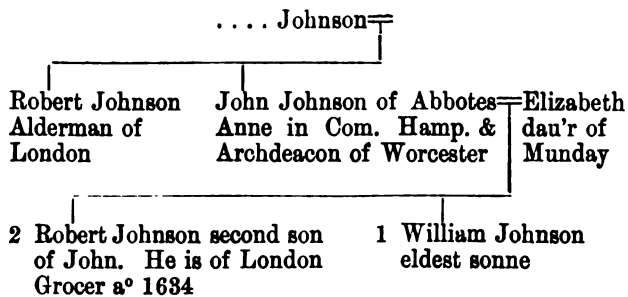 .... Johnson
Robert Johnson
Alderman of
London
John Johnson of Abbotes
Anne in Com. Hamp. &
Archdeacon of Worcester
Elizabeth
dau'r of
Munday
2 Robert Johnson second son
of John. He is of London
Grocer aº 1634
1 William Johnson
eldest sonne